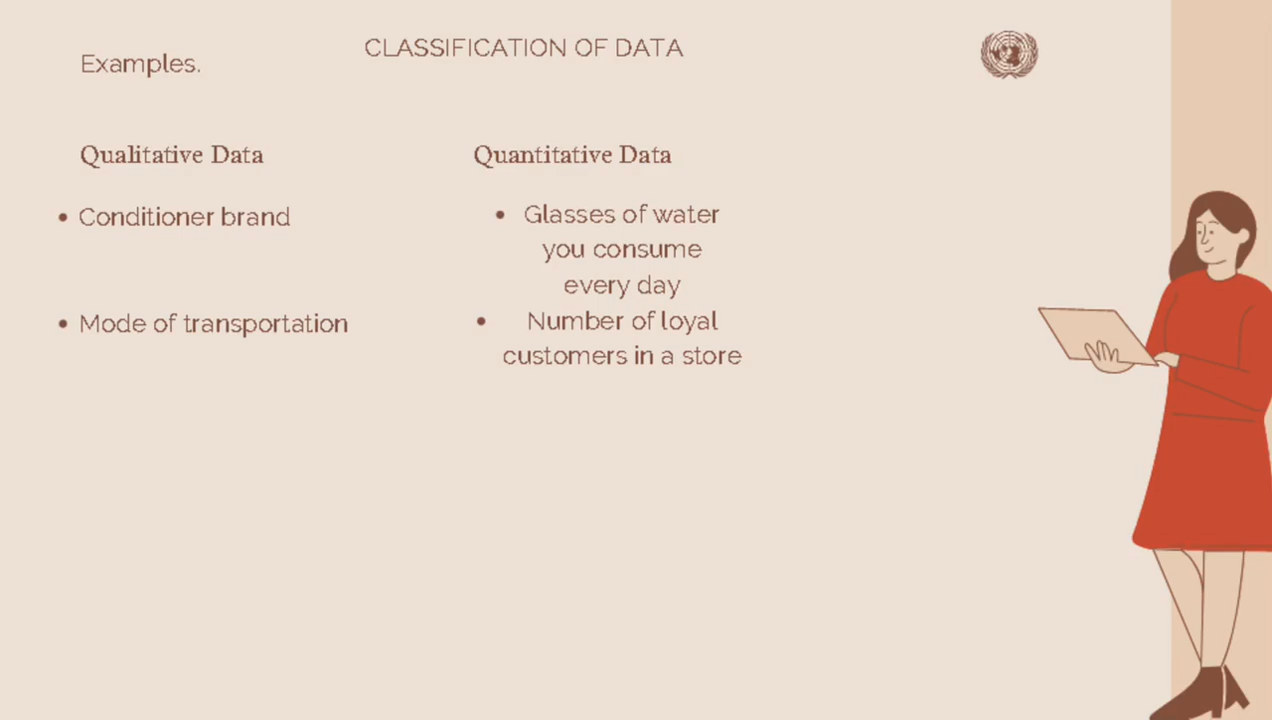 CLASSIFICATION OF DATA
Examples.
Qualitative Data
• Conditioner brand
• Mode of transportation
Quantitative Data
• Glasses of water
you consume
every day
• Number of loyal
customers in a store